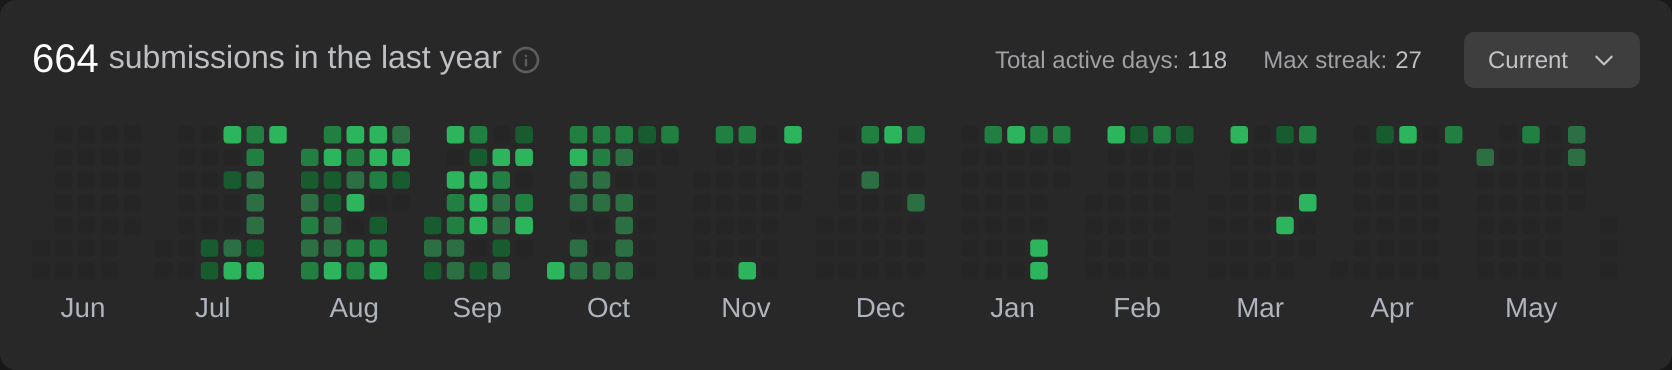 664 submissions in the last year Total active days: 118 Max streak: 27 Current
Jun Jul Aug Sep Oct Nov Dec Jan Feb Mar Apr May